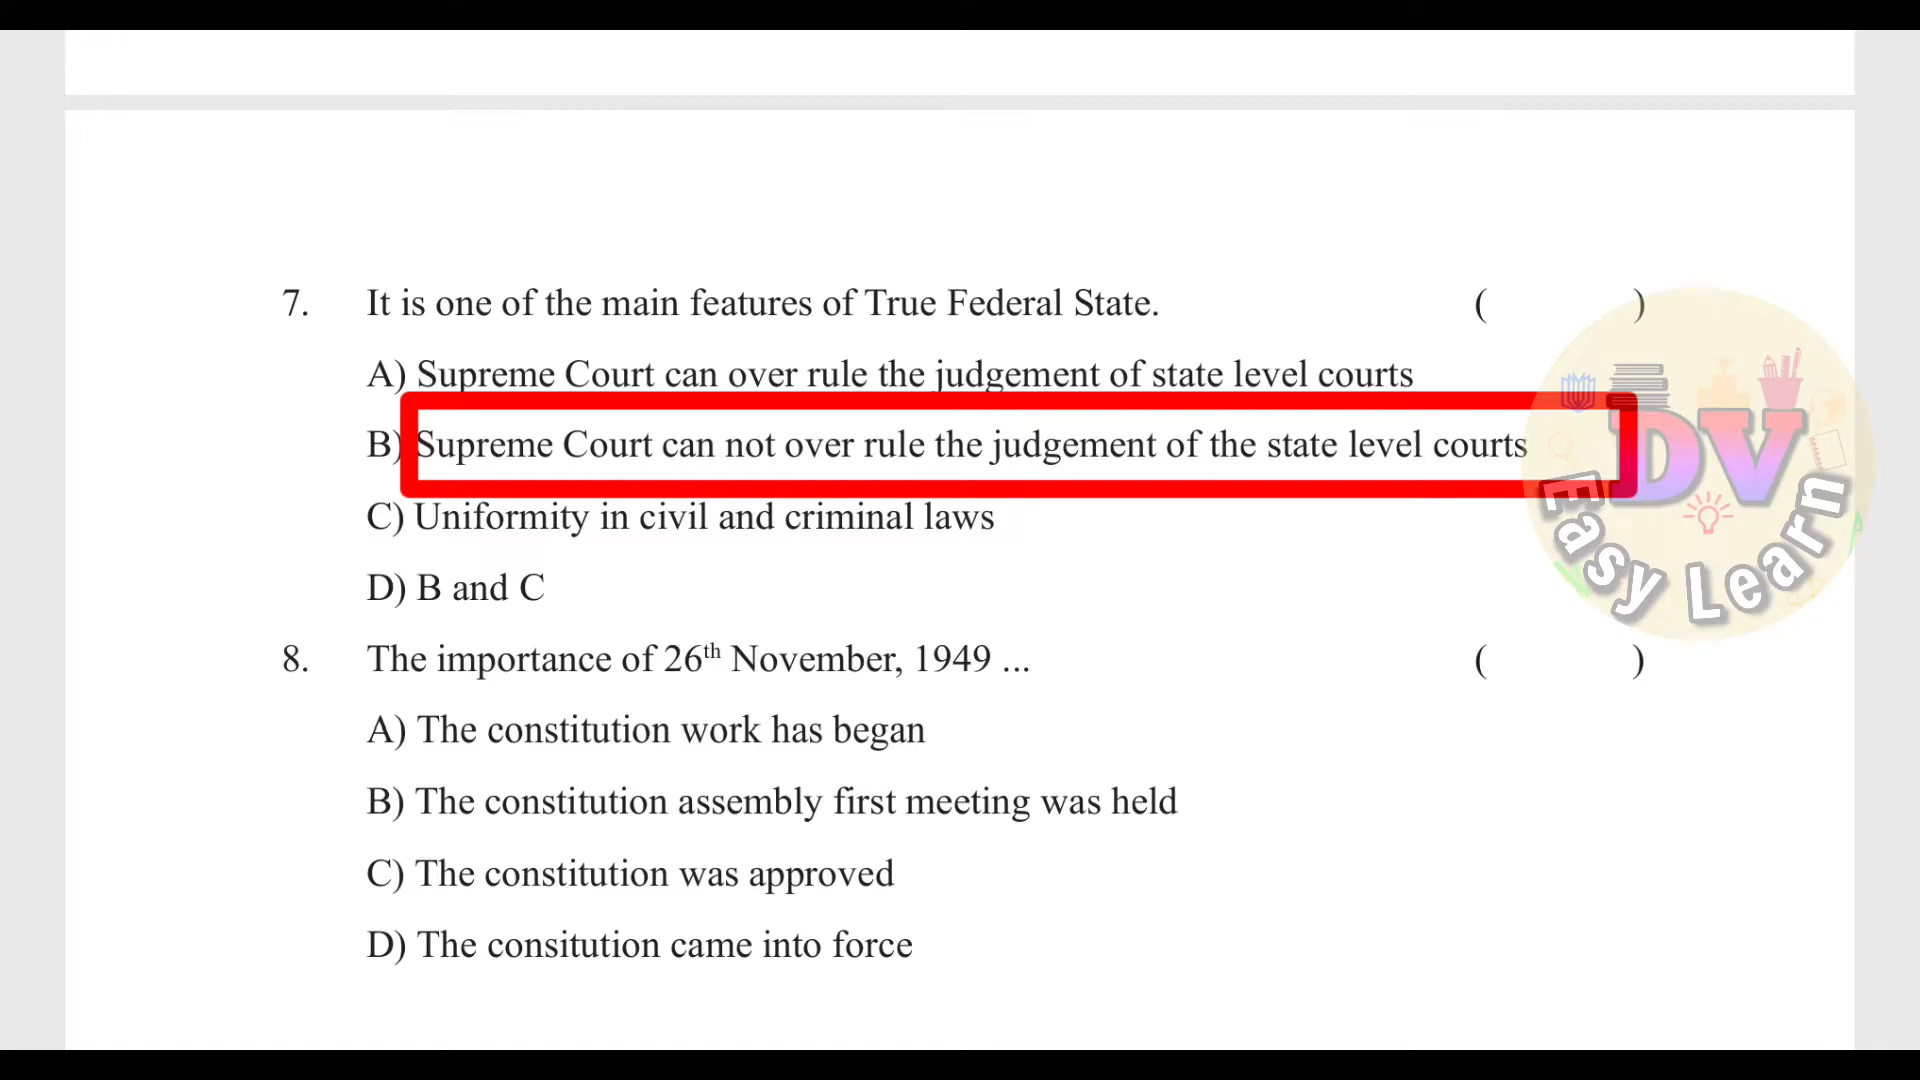 7. It is one of the main features of True Federal State. ( )
A) Supreme Court can over rule the judgement of state level courts
B) Supreme Court can not over rule the judgement of the state level courts
C) Uniformity in civil and criminal laws
D) B and C
8. The importance of 26th November, 1949 ... ( )
A) The constitution work has began
B) The constitution assembly first meeting was held
C) The constitution was approved
D) The consitution came into force
DV
Easy Learn